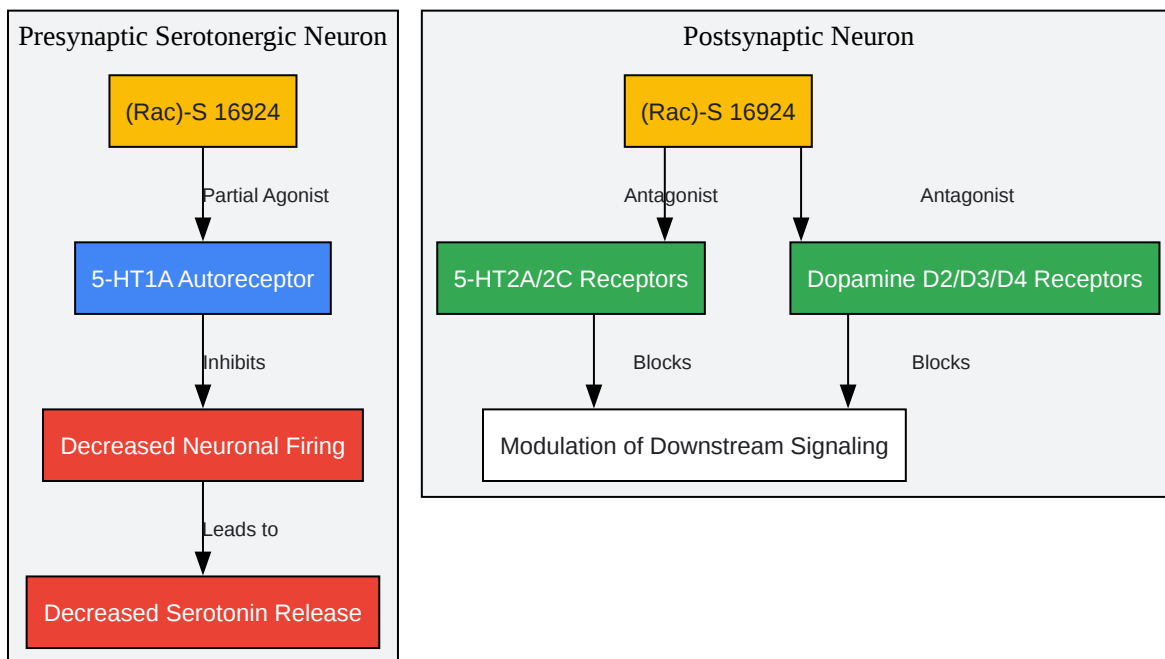 Presynaptic Serotonergic Neuron
(Rac)-S 16924
Partial Agonist
5-HT1A Autoreceptor
Inhibits
Decreased Neuronal Firing
Leads to
Decreased Serotonin Release
Postsynaptic Neuron
(Rac)-S 16924
Antagonist
Antagonist
5-HT2A/2C Receptors
Dopamine D2/D3/D4 Receptors
Blocks
Blocks
Modulation of Downstream Signaling